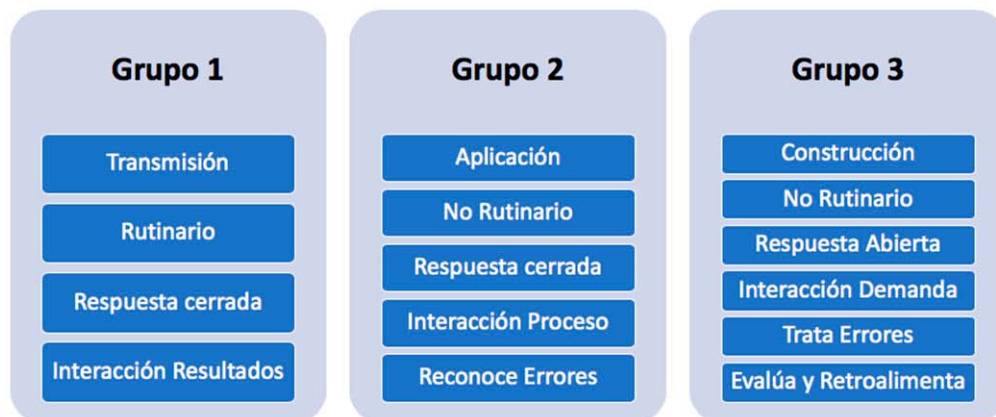 Grupo 1
Transmisión
Rutinario
Respuesta cerrada
Interacción Resultados
Grupo 2
Aplicación
No Rutinario
Respuesta cerrada
Interacción Proceso
Reconoce Errores
Grupo 3
Construcción
No Rutinario
Respuesta Abierta
Interacción Demanda
Trata Errores
Evalúa y Retroalimenta